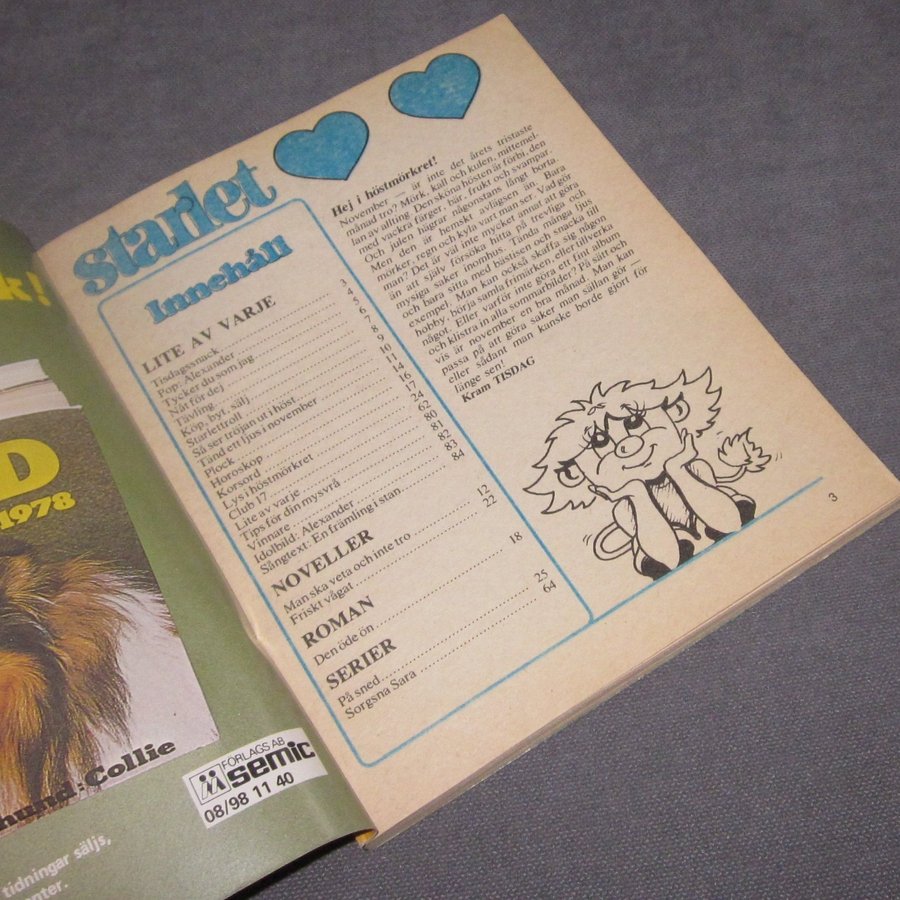 k!
D
1978
hund:Collie
FÖRLAGS AB
semic
08/98 11 40
tidningar säljs,
enter.
starlet
Innehåll
LITE AV VARJE
Tisdagssnack 3
Pop: Alexander 4
Tycker du som jag 5
Nåt för dej 6
Tävling 7
Köp, byt, sälj 8
Starlettroll 9
Så ser tröjan ut i höst 10
Tänd ett ljus i november 11
Plock 14
Horoskop 16
Korsord 17
Lys i höstmörkret 24
Club 17 62
Lite av varje 80
Tips för din mysvrå 81
Vinnare 82
Idolbild: Alexander 83
Sångtext: En främling i stan 84
NOVELLER
Man ska veta och inte tro 12
Friskt vågat 22
ROMAN
Den öde ön 18
SERIER
På sned 25
Sorgsna Sara 64
Hej i höstmörkret!
November — är inte det årets tristaste
månad tro? Mörk, kall och kulen, mittemel-
lan av allting. Den sköna hösten är förbi, den
med vackra färger, bär, frukt och svampar.
Och julen hägrar någonstans långt borta.
Men den är hemskt avlägsen än. Bara
mörker, regn och kyla vart man ser. Vad gör
man? Det är väl inte mycket annat att göra
än att själv försöka hitta på trevliga och
mysiga saker inomhus. Tända många ljus
och bara sitta med bästisen och snacka till
exempel. Man kan också skaffa sig någon
hobby, börja samla frimärken, eller tillverka
något. Eller varför inte göra ett fint album
och klistra in alla sommarbilder? På sätt och
vis är november en bra månad. Man kan
passa på att göra saker man sällan gör —
eller sådant man kanske borde gjort för
länge sen!
Kram TISDAG
3